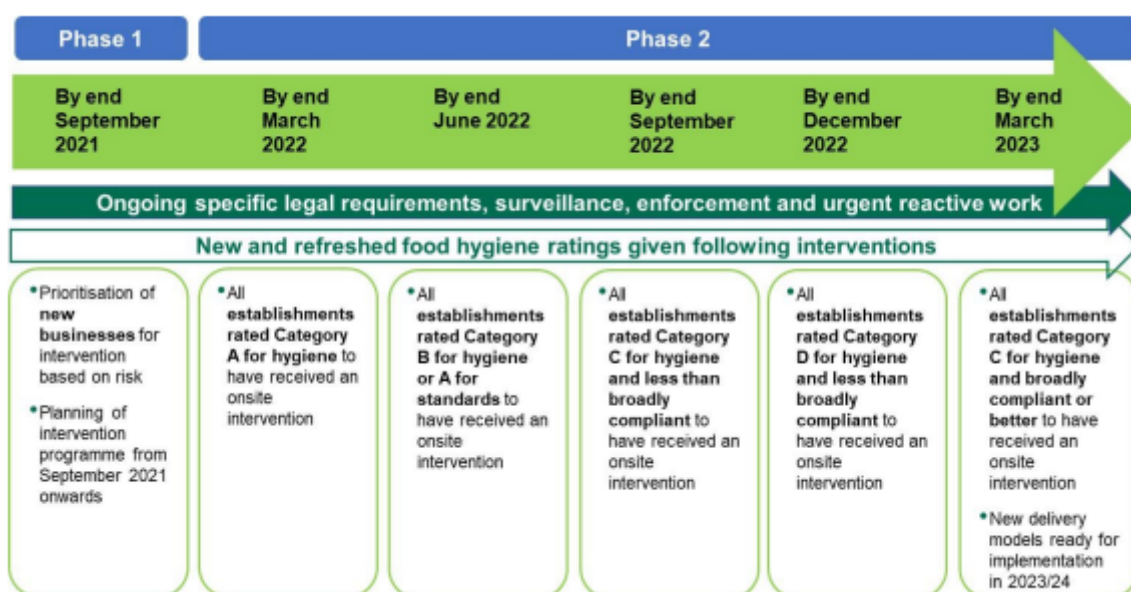 Phase 1
Phase 2
By end
September
2021
By end
March
2022
By end
June 2022
By end
September
2022
By end
December
2022
By end
March
2023
Ongoing specific legal requirements, surveillance, enforcement and urgent reactive work
New and refreshed food hygiene ratings given following interventions
•Prioritisation of
new
businesses for
intervention
based on risk
•Planning of
intervention
programme from
September 2021
onwards
•All
establishments
rated Category
A for hygiene to
have received an
onsite
intervention
•All
establishments
rated Category
B for hygiene
or A for
standards to
have received an
onsite
intervention
•All
establishments
rated Category
C for hygiene
and less than
broadly
compliant to
have received an
onsite
intervention
•All
establishments
rated Category
D for hygiene
and less than
broadly
compliant to
have received an
onsite
intervention
•All
establishments
rated Category
C for hygiene
and broadly
compliant or
better to have
received an
onsite
intervention
•New delivery
models ready for
implementation
in 2023/24